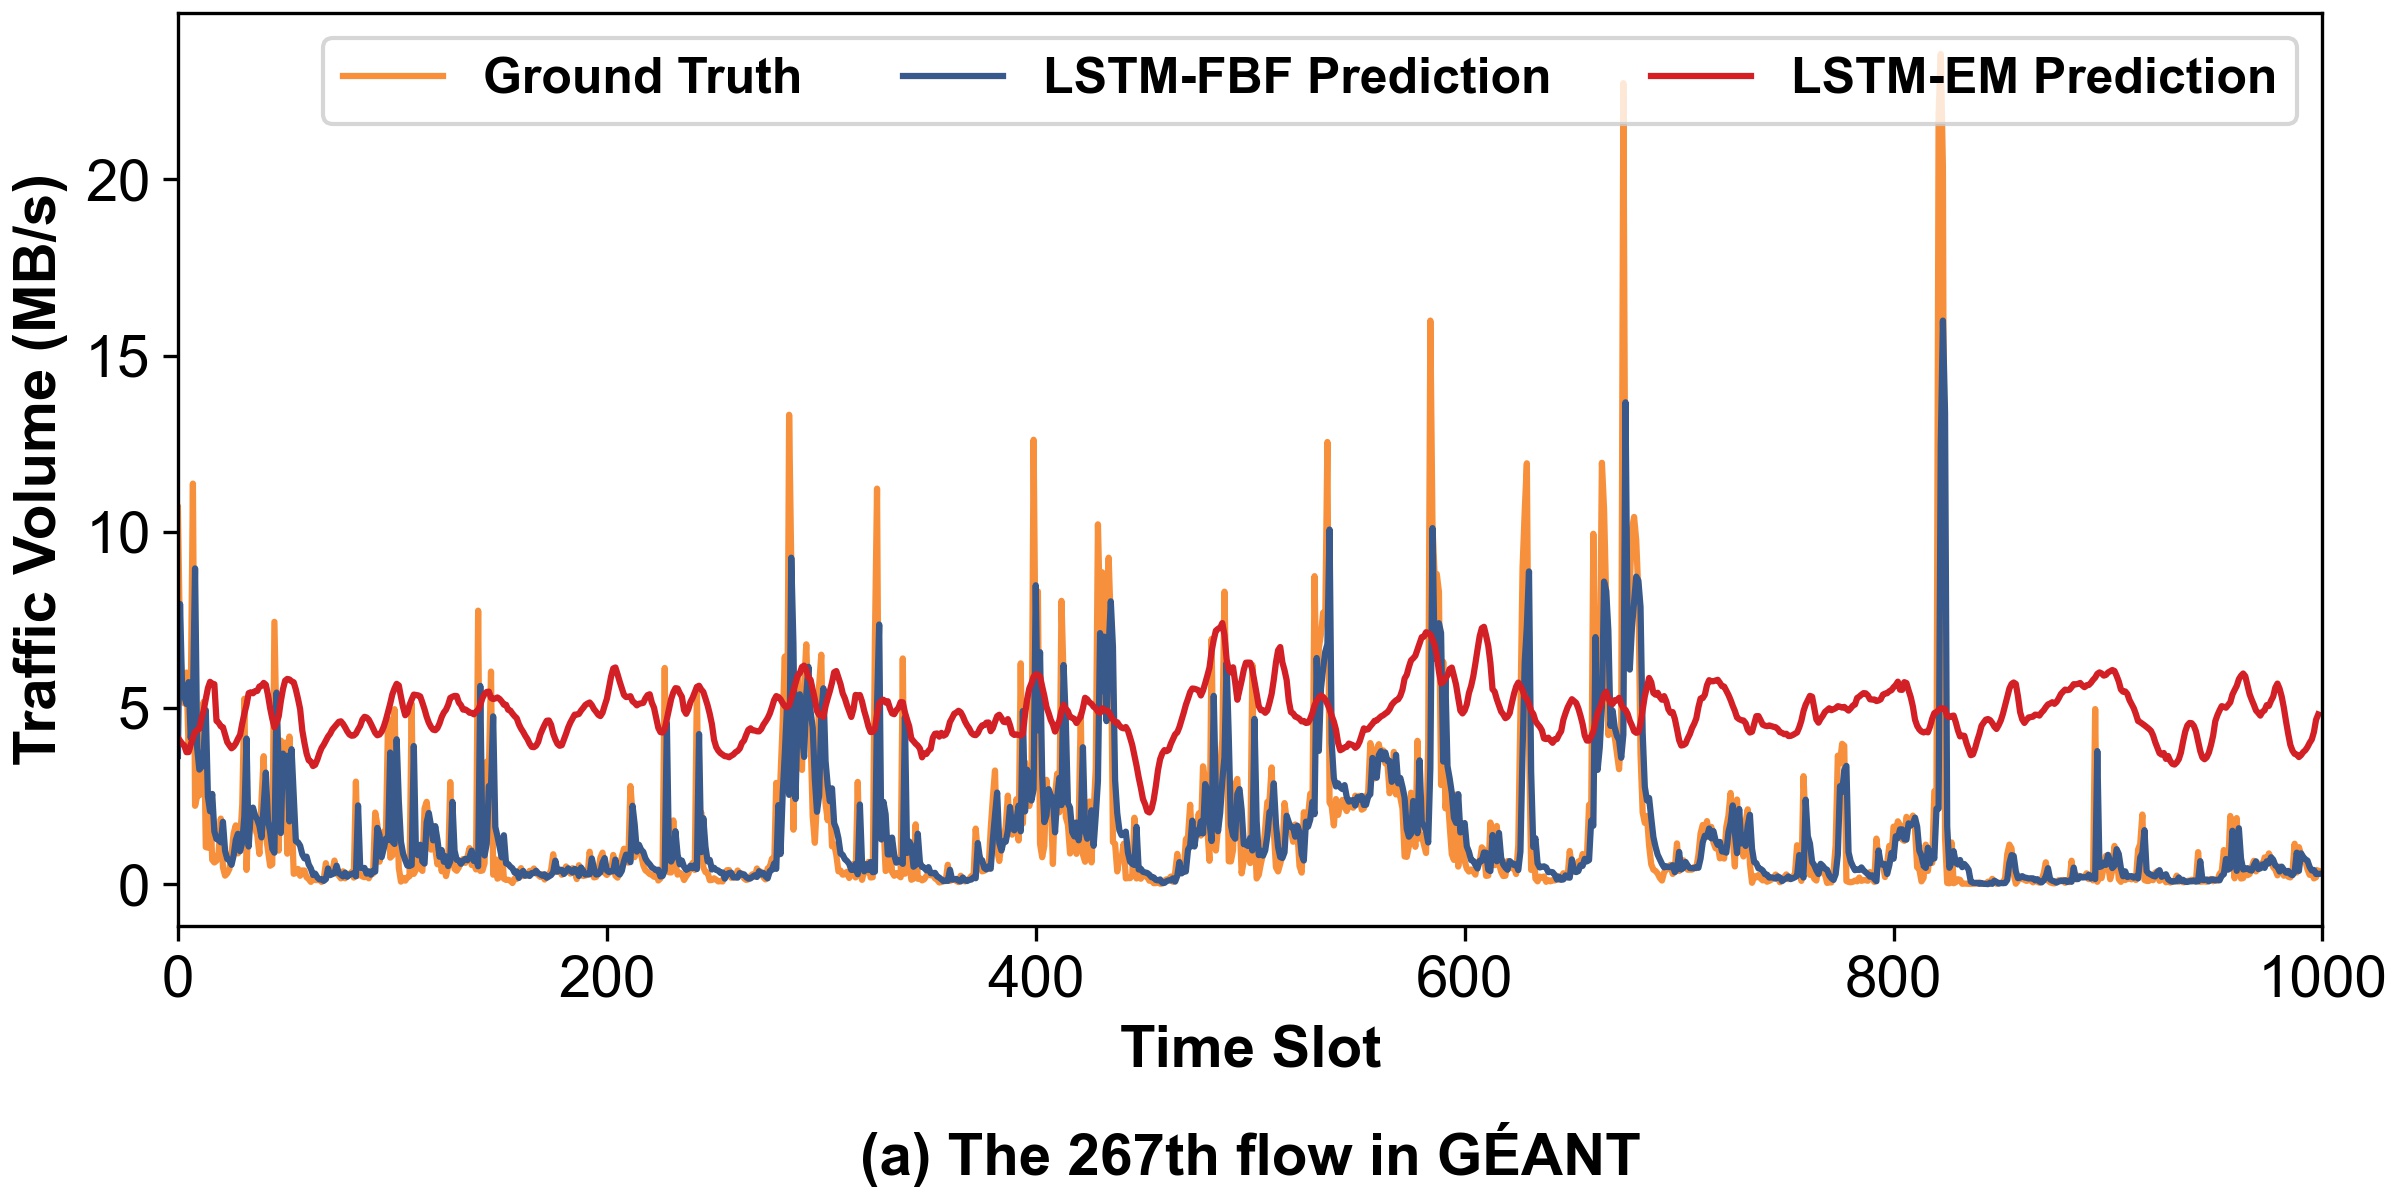 Ground Truth LSTM-FBF Prediction LSTM-EM Prediction
Traffic Volume (MB/s)
20
15
10
5
0
0 200 400 600 800 1000
Time Slot
(a) The 267th flow in GÉANT